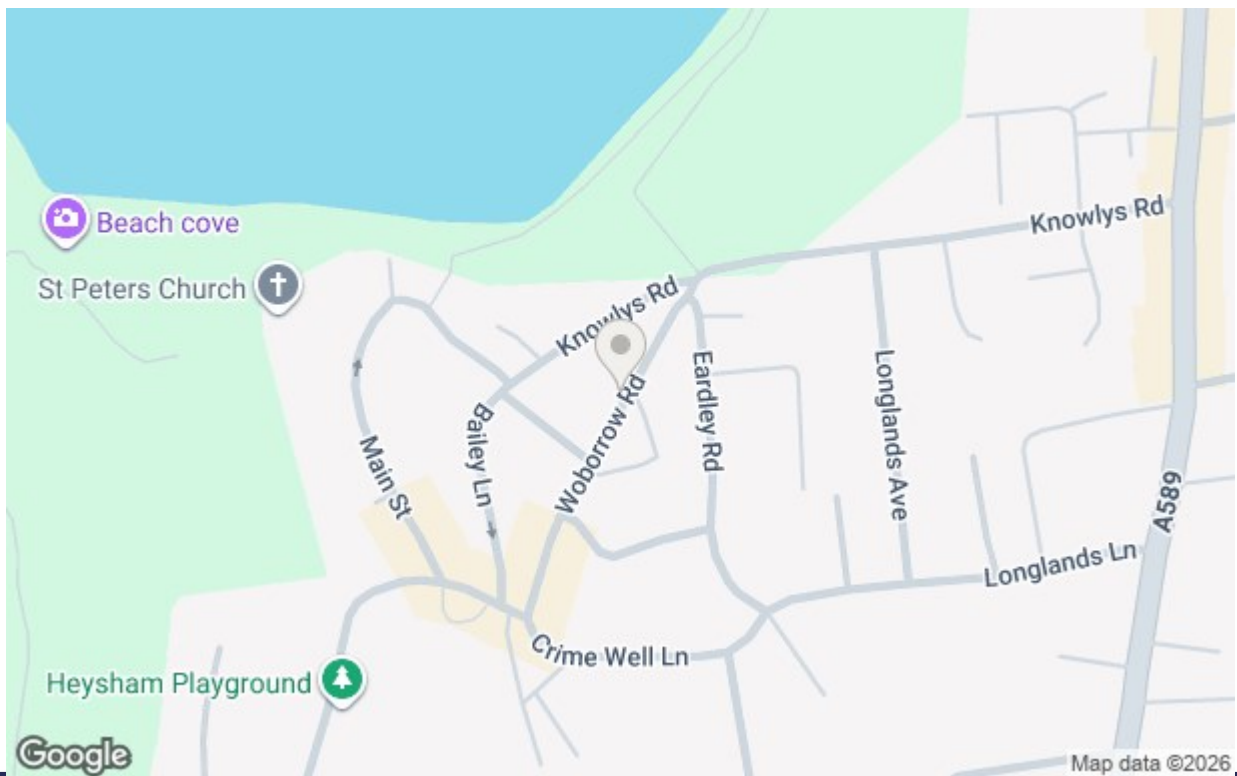 Beach cove
St Peters Church
Knowlys Rd
Knowlys Rd
Woborrow Rd
Eardley Rd
Longlands Ave
Bailey Ln
Main St
A589
Longlands Ln
Crime Well Ln
Heysham Playground
Google
Map data ©2026